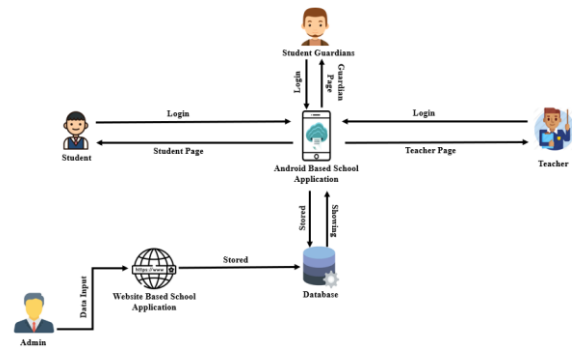 Student Guardians
Login
Guardian
Page
Login
Login
Student
Student Page
Teacher Page
Teacher
Android Based School
Application
Stored
Showing
https://www
Stored
Data Input
Website Based School
Application
Database
Admin